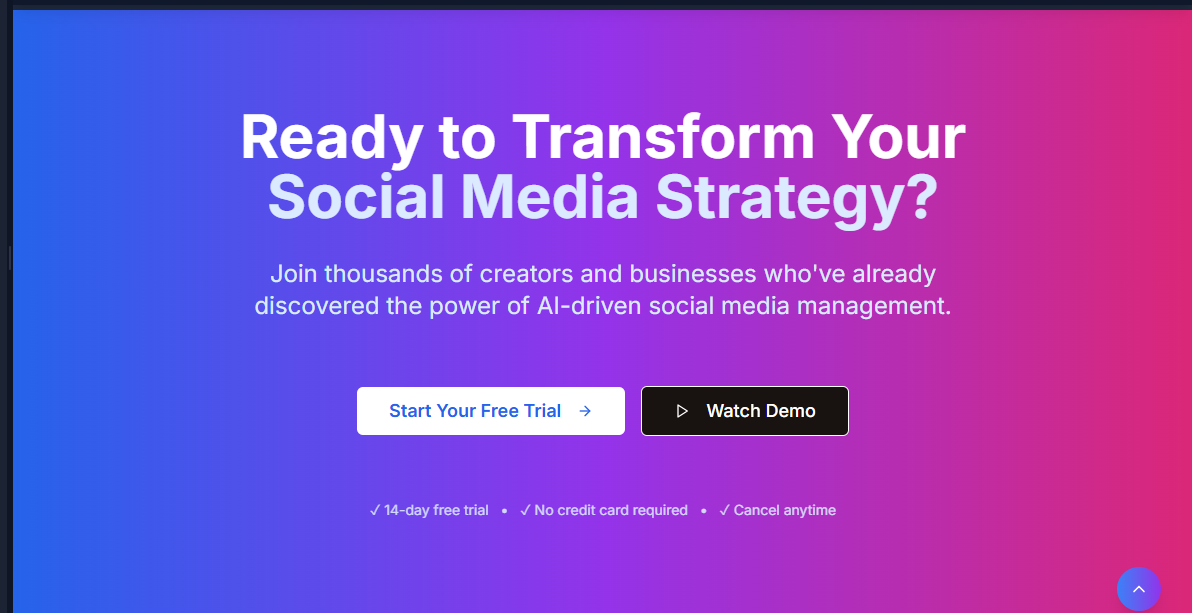 Ready to Transform Your
Social Media Strategy?
Join thousands of creators and businesses who've already
discovered the power of AI-driven social media management.
Start Your Free Trial →
Watch Demo
✓ 14-day free trial • ✓ No credit card required • ✓ Cancel anytime